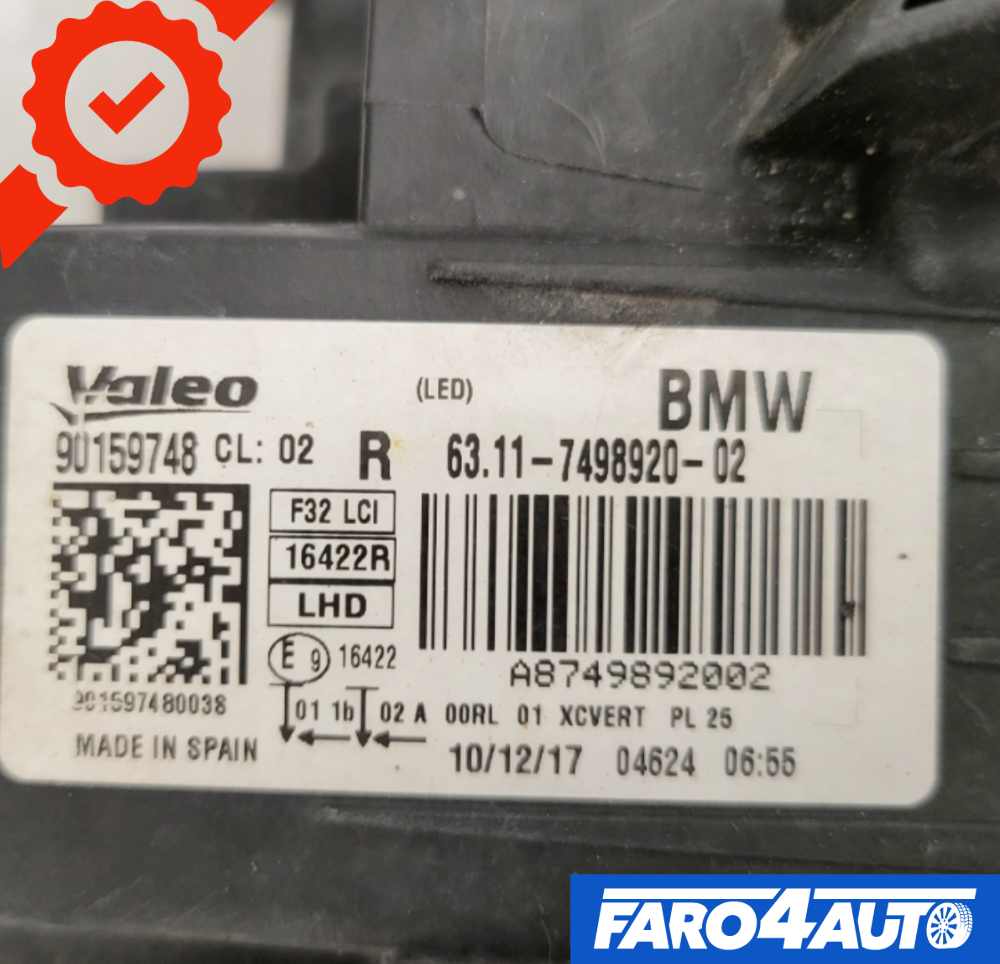 Valeo (LED) BMW
90159748 CL: 02 R 63.11-7498920-02
F32 LCI
16422R
LHD
E 9 16422
A8749892002
901597480038
01 1b 02 A 00RL 01 XCVERT PL 25
MADE IN SPAIN 10/12/17 04624 06:55
FARO4AUTO